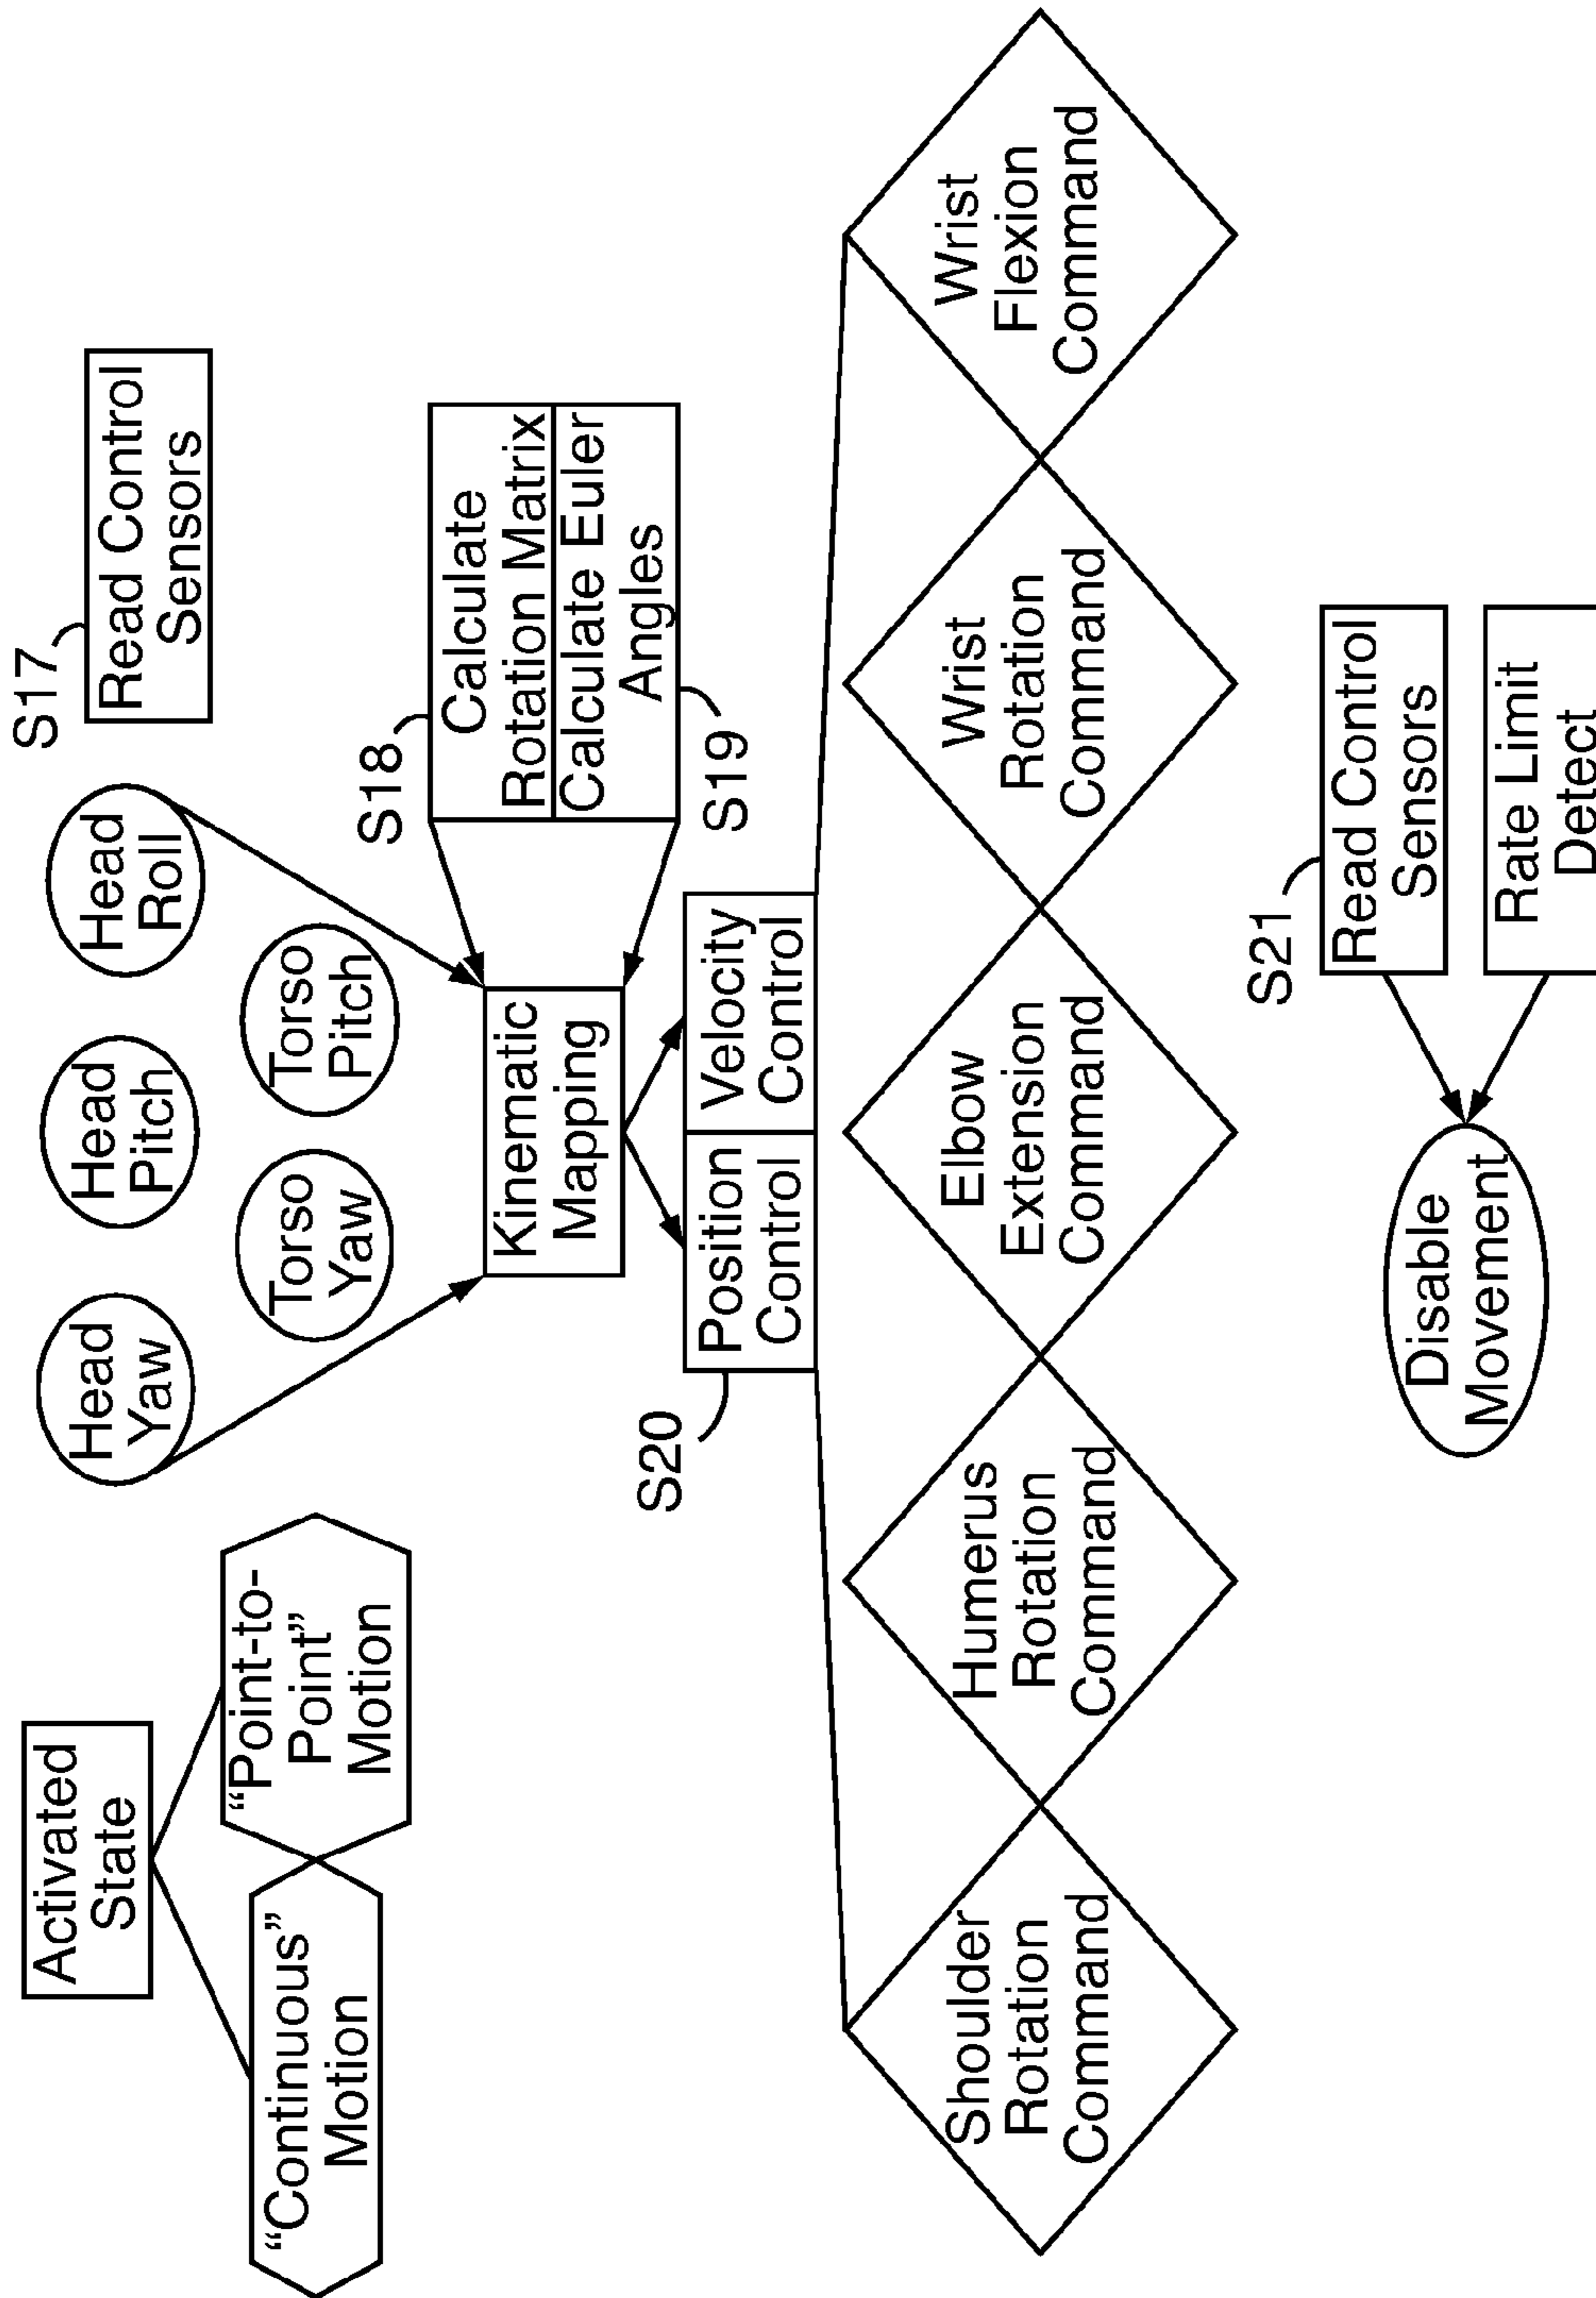 Activated
State
“Continuous”
Motion
“Point-to-
Point”
Motion
Head
Yaw
Head
Pitch
Head
Roll
Torso
Yaw
Torso
Pitch
S17
Read Control
Sensors
S18
Calculate
Rotation Matrix
Calculate Euler
Angles
S19
Kinematic
Mapping
S20
Position
Control
Velocity
Control
Shoulder
Rotation
Command
Humerus
Rotation
Command
Elbow
Extension
Command
Wrist
Rotation
Command
Wrist
Flexion
Command
S21
Read Control
Sensors
Disable
Movement
Rate Limit
Detect